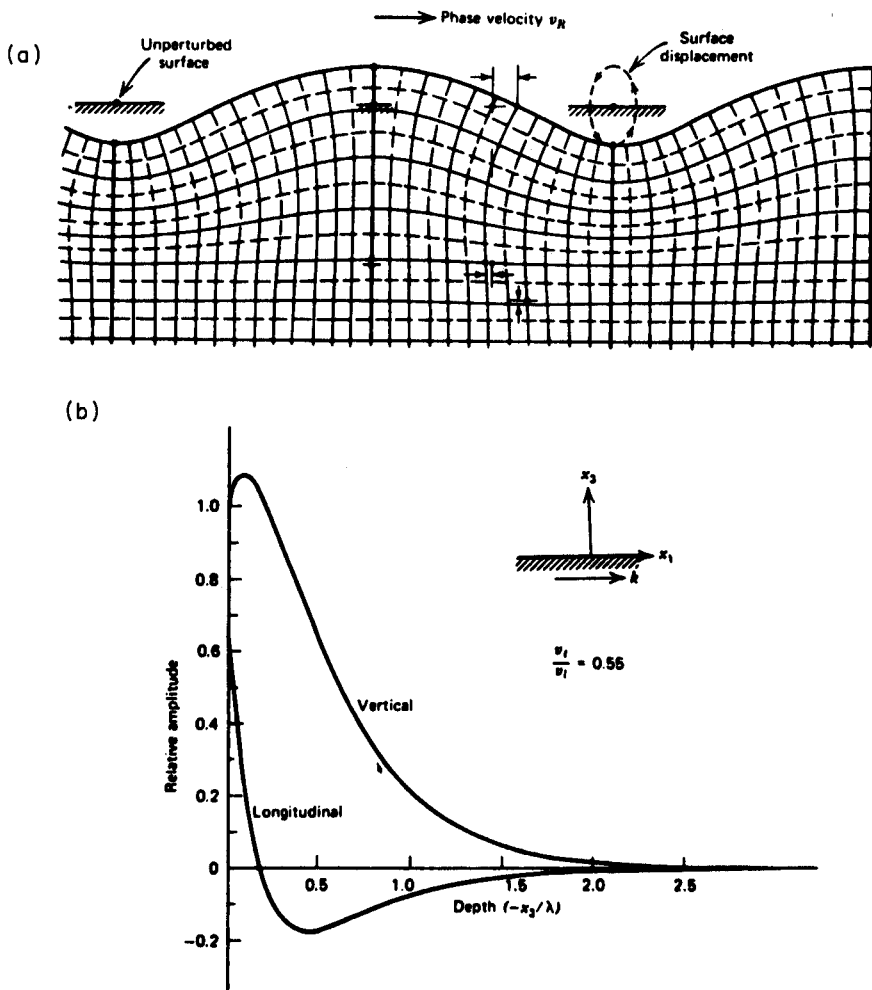 (a)
Phase velocity v_R
Unperturbed
surface
Surface
displacement
(b)
1.0
0.8
0.6
0.4
0.2
0
−0.2
Relative amplitude
Vertical
Longitudinal
x_3
x_1
k
v_t / v_l = 0.55
0.5
1.0
1.5
2.0
2.5
Depth (−x_3/λ)